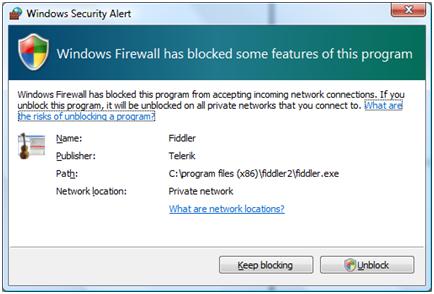 Windows Security Alert
Windows Firewall has blocked some features of this program
Windows Firewall has blocked this program from accepting incoming network connections. If you
unblock this program, it will be unblocked on all private networks that you connect to. What are
the risks of unblocking a program?
Name: Fiddler
Publisher: Telerik
Path: C:\program files (x86)\fiddler2\fiddler.exe
Network location: Private network
What are network locations?
Keep blocking Unblock